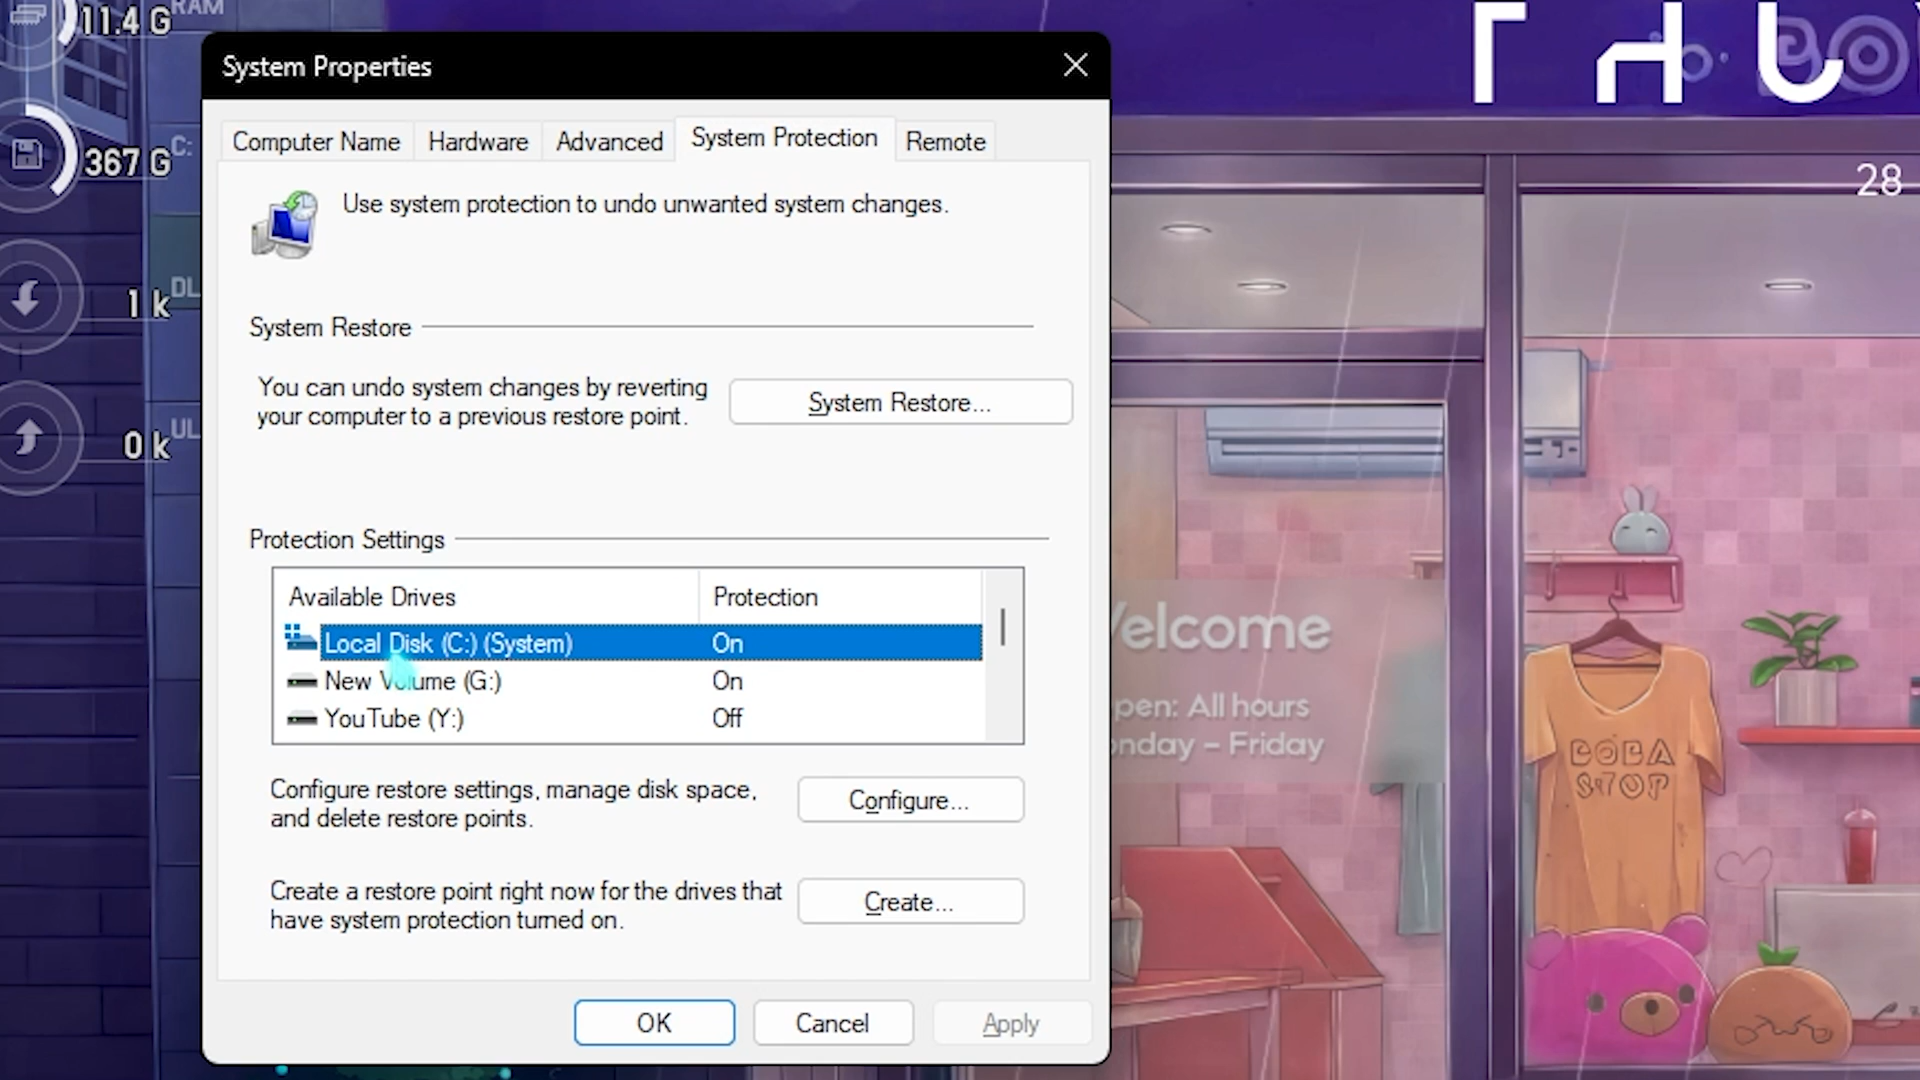 RAM
11.4 G
C:
367 G
DL
1 k
UL
0 k
System Properties
Computer Name
Hardware
Advanced
System Protection
Remote
Use system protection to undo unwanted system changes.
System Restore
You can undo system changes by reverting
your computer to a previous restore point.
System Restore...
Protection Settings
Available Drives
Protection
Local Disk (C:) (System)
On
New Volume (G:)
On
YouTube (Y:)
Off
Configure restore settings, manage disk space,
and delete restore points.
Configure...
Create a restore point right now for the drives that
have system protection turned on.
Create...
OK
Cancel
Apply
28
Welcome
pen: All hours
onday – Friday
BOBA
STOP